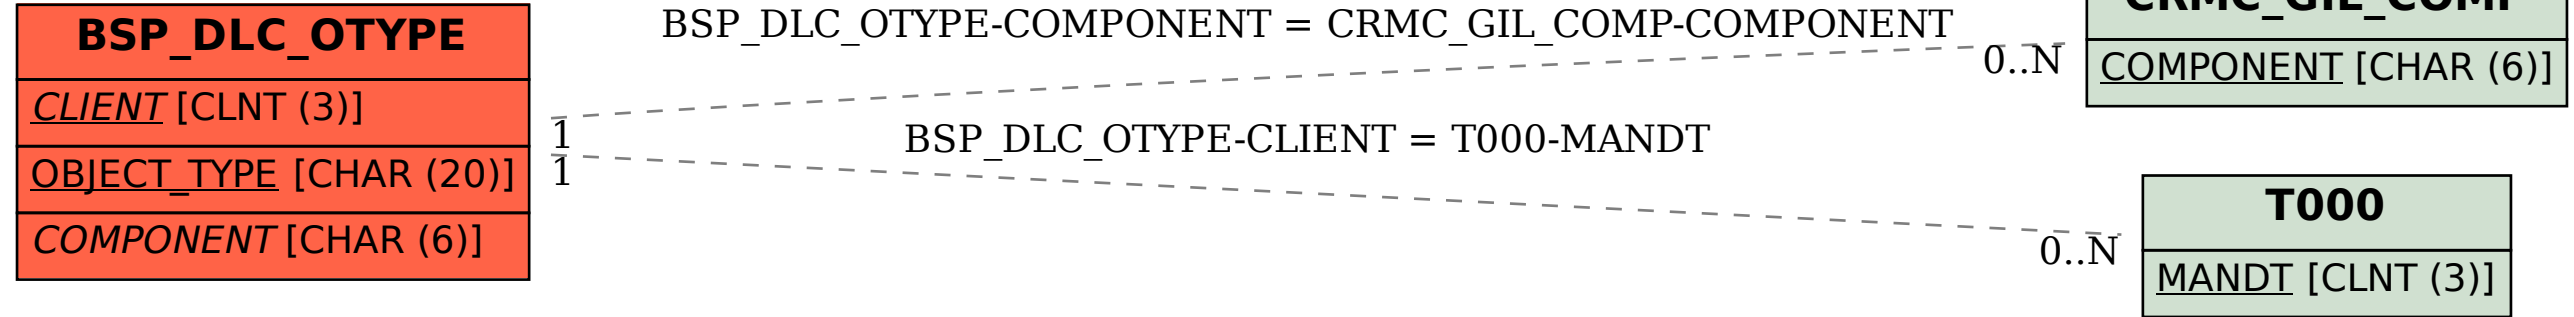 BSP_DLC_OTYPE
CLIENT [CLNT (3)]
OBJECT_TYPE [CHAR (20)]
COMPONENT [CHAR (6)]
BSP_DLC_OTYPE-COMPONENT = CRMC_GIL_COMP-COMPONENT
1
0..N
BSP_DLC_OTYPE-CLIENT = T000-MANDT
1
0..N
CRMC_GIL_COMP
COMPONENT [CHAR (6)]
T000
MANDT [CLNT (3)]